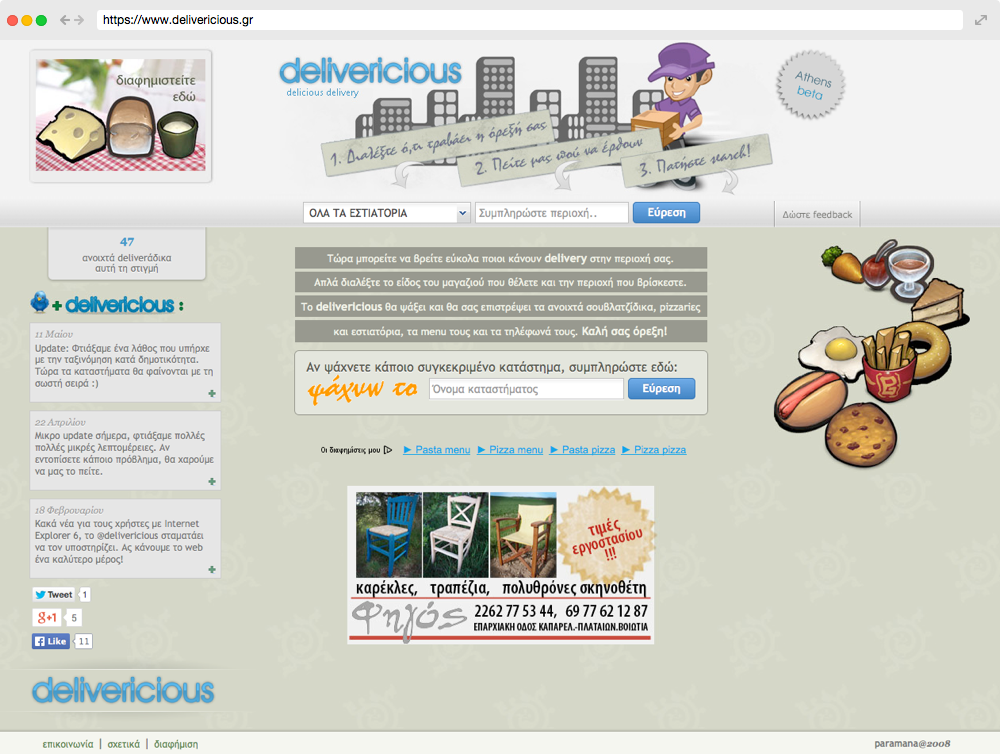 https://www.delivericious.gr
διαφημιστείτε
εδώ
delivericious
delicious delivery
Athens
beta
1. Διαλέξτε ό,τι τραβάει η όρεξή σας
2. Πείτε μας πού να έρθουν
3. Πατήστε search!
ΟΛΑ ΤΑ ΕΣΤΙΑΤΟΡΙΑ
Συμπληρώστε περιοχή..
Εύρεση
Δώστε feedback
47
ανοιχτά deliveράδικα
αυτή τη στιγμή
+ delivericious :
11 Μαΐου
Update: Φτιάξαμε ένα λάθος που υπήρχε
με την ταξινόμηση κατά δημοτικότητα.
Τώρα τα καταστήματα θα φαίνονται με τη
σωστή σειρά :)
22 Απριλίου
Μικρο update σήμερα, φτιάξαμε πολλές
πολλές μικρές λεπτομέρειες. Αν
εντοπίσετε κάποιο πρόβλημα, θα χαρούμε
να μας το πείτε.
18 Φεβρουαρίου
Κακά νέα για τους χρήστες με Internet
Explorer 6, το @delivericious σταματάει
να τον υποστηρίζει. Ας κάνουμε το web
ένα καλύτερο μέρος!
Tweet 1
g+1 5
Like 11
delivericious
Τώρα μπορείτε να βρείτε εύκολα ποιοι κάνουν delivery στην περιοχή σας.
Απλά διαλέξτε το είδος του μαγαζιού που θέλετε και την περιοχή που βρίσκεστε.
Το delivericious θα ψάξει και θα σας επιστρέψει τα ανοιχτά σουβλατζίδικα, pizzaries
και εστιατόρια, τα menu τους και τα τηλέφωνά τους. Καλή σας όρεξη!
Αν ψάχνετε κάποιο συγκεκριμένο κατάστημα, συμπληρώστε εδώ:
ψάχνω το
Όνομα καταστήματος
Εύρεση
Οι διαφημίσεις μου
Pasta menu
Pizza menu
Pasta pizza
Pizza pizza
τιμές
εργοστασίου
!!!
καρέκλες, τραπέζια, πολυθρόνες σκηνοθέτη
Φηγός
2262 77 53 44, 69 77 62 12 87
ΕΠΑΡΧΙΑΚΗ ΟΔΟΣ ΚΑΠΑΡΕΛ.-ΠΛΑΤΑΙΩΝ.ΒΟΙΩΤΙΑ
επικοινωνία | σχετικά | διαφήμιση
paramana@2008